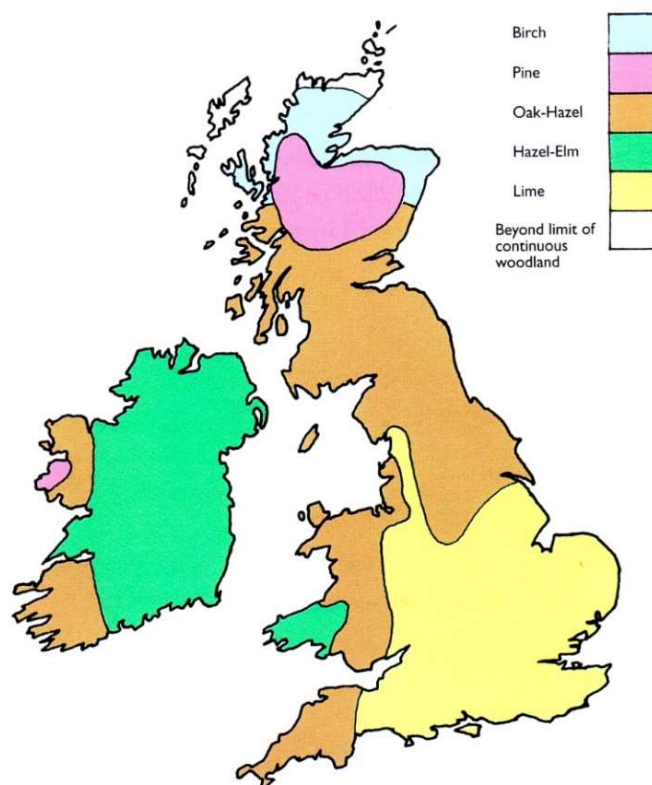 Birch
Pine
Oak-Hazel
Hazel-Elm
Lime
Beyond limit of
continuous
woodland